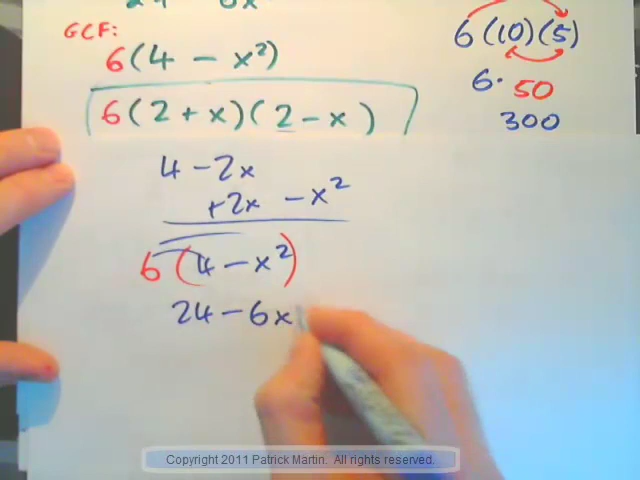 GCF:
6(4 - x²)
6(2 + x)(2 - x)
6(10)(5)
6·50
300
4 - 2x
+2x - x²
6(4 - x²)
24 - 6x
Copyright 2011 Patrick Martin. All rights reserved.